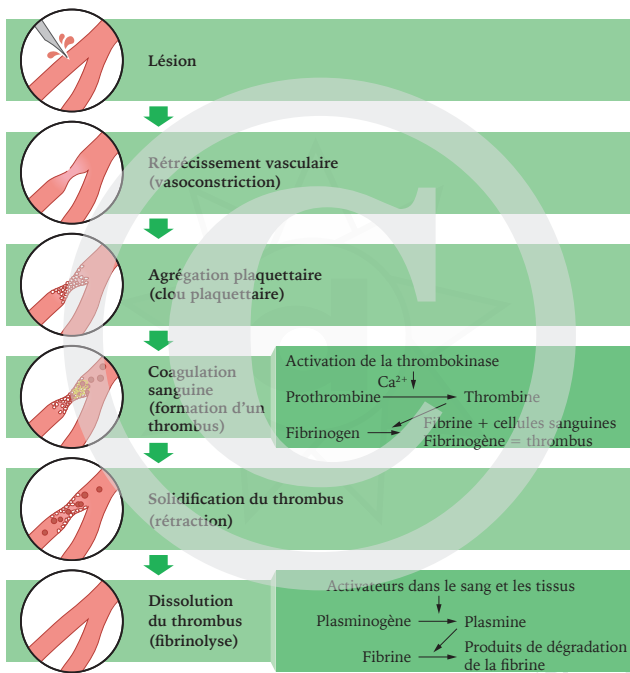 Lésion
Rétrécissement vasculaire
(vasoconstriction)
Agrégation plaquettaire
(clou plaquettaire)
Coagulation
sanguine
(formation d'un
thrombus)
Activation de la thrombokinase
Ca²⁺
Prothrombine
Thrombine
Fibrinogen
Fibrine + cellules sanguines
Fibrinogène = thrombus
Solidification du thrombus
(rétraction)
Dissolution
du thrombus
(fibrinolyse)
Activateurs dans le sang et les tissus
Plasminogène
Plasmine
Fibrine
Produits de dégradation
de la fibrine